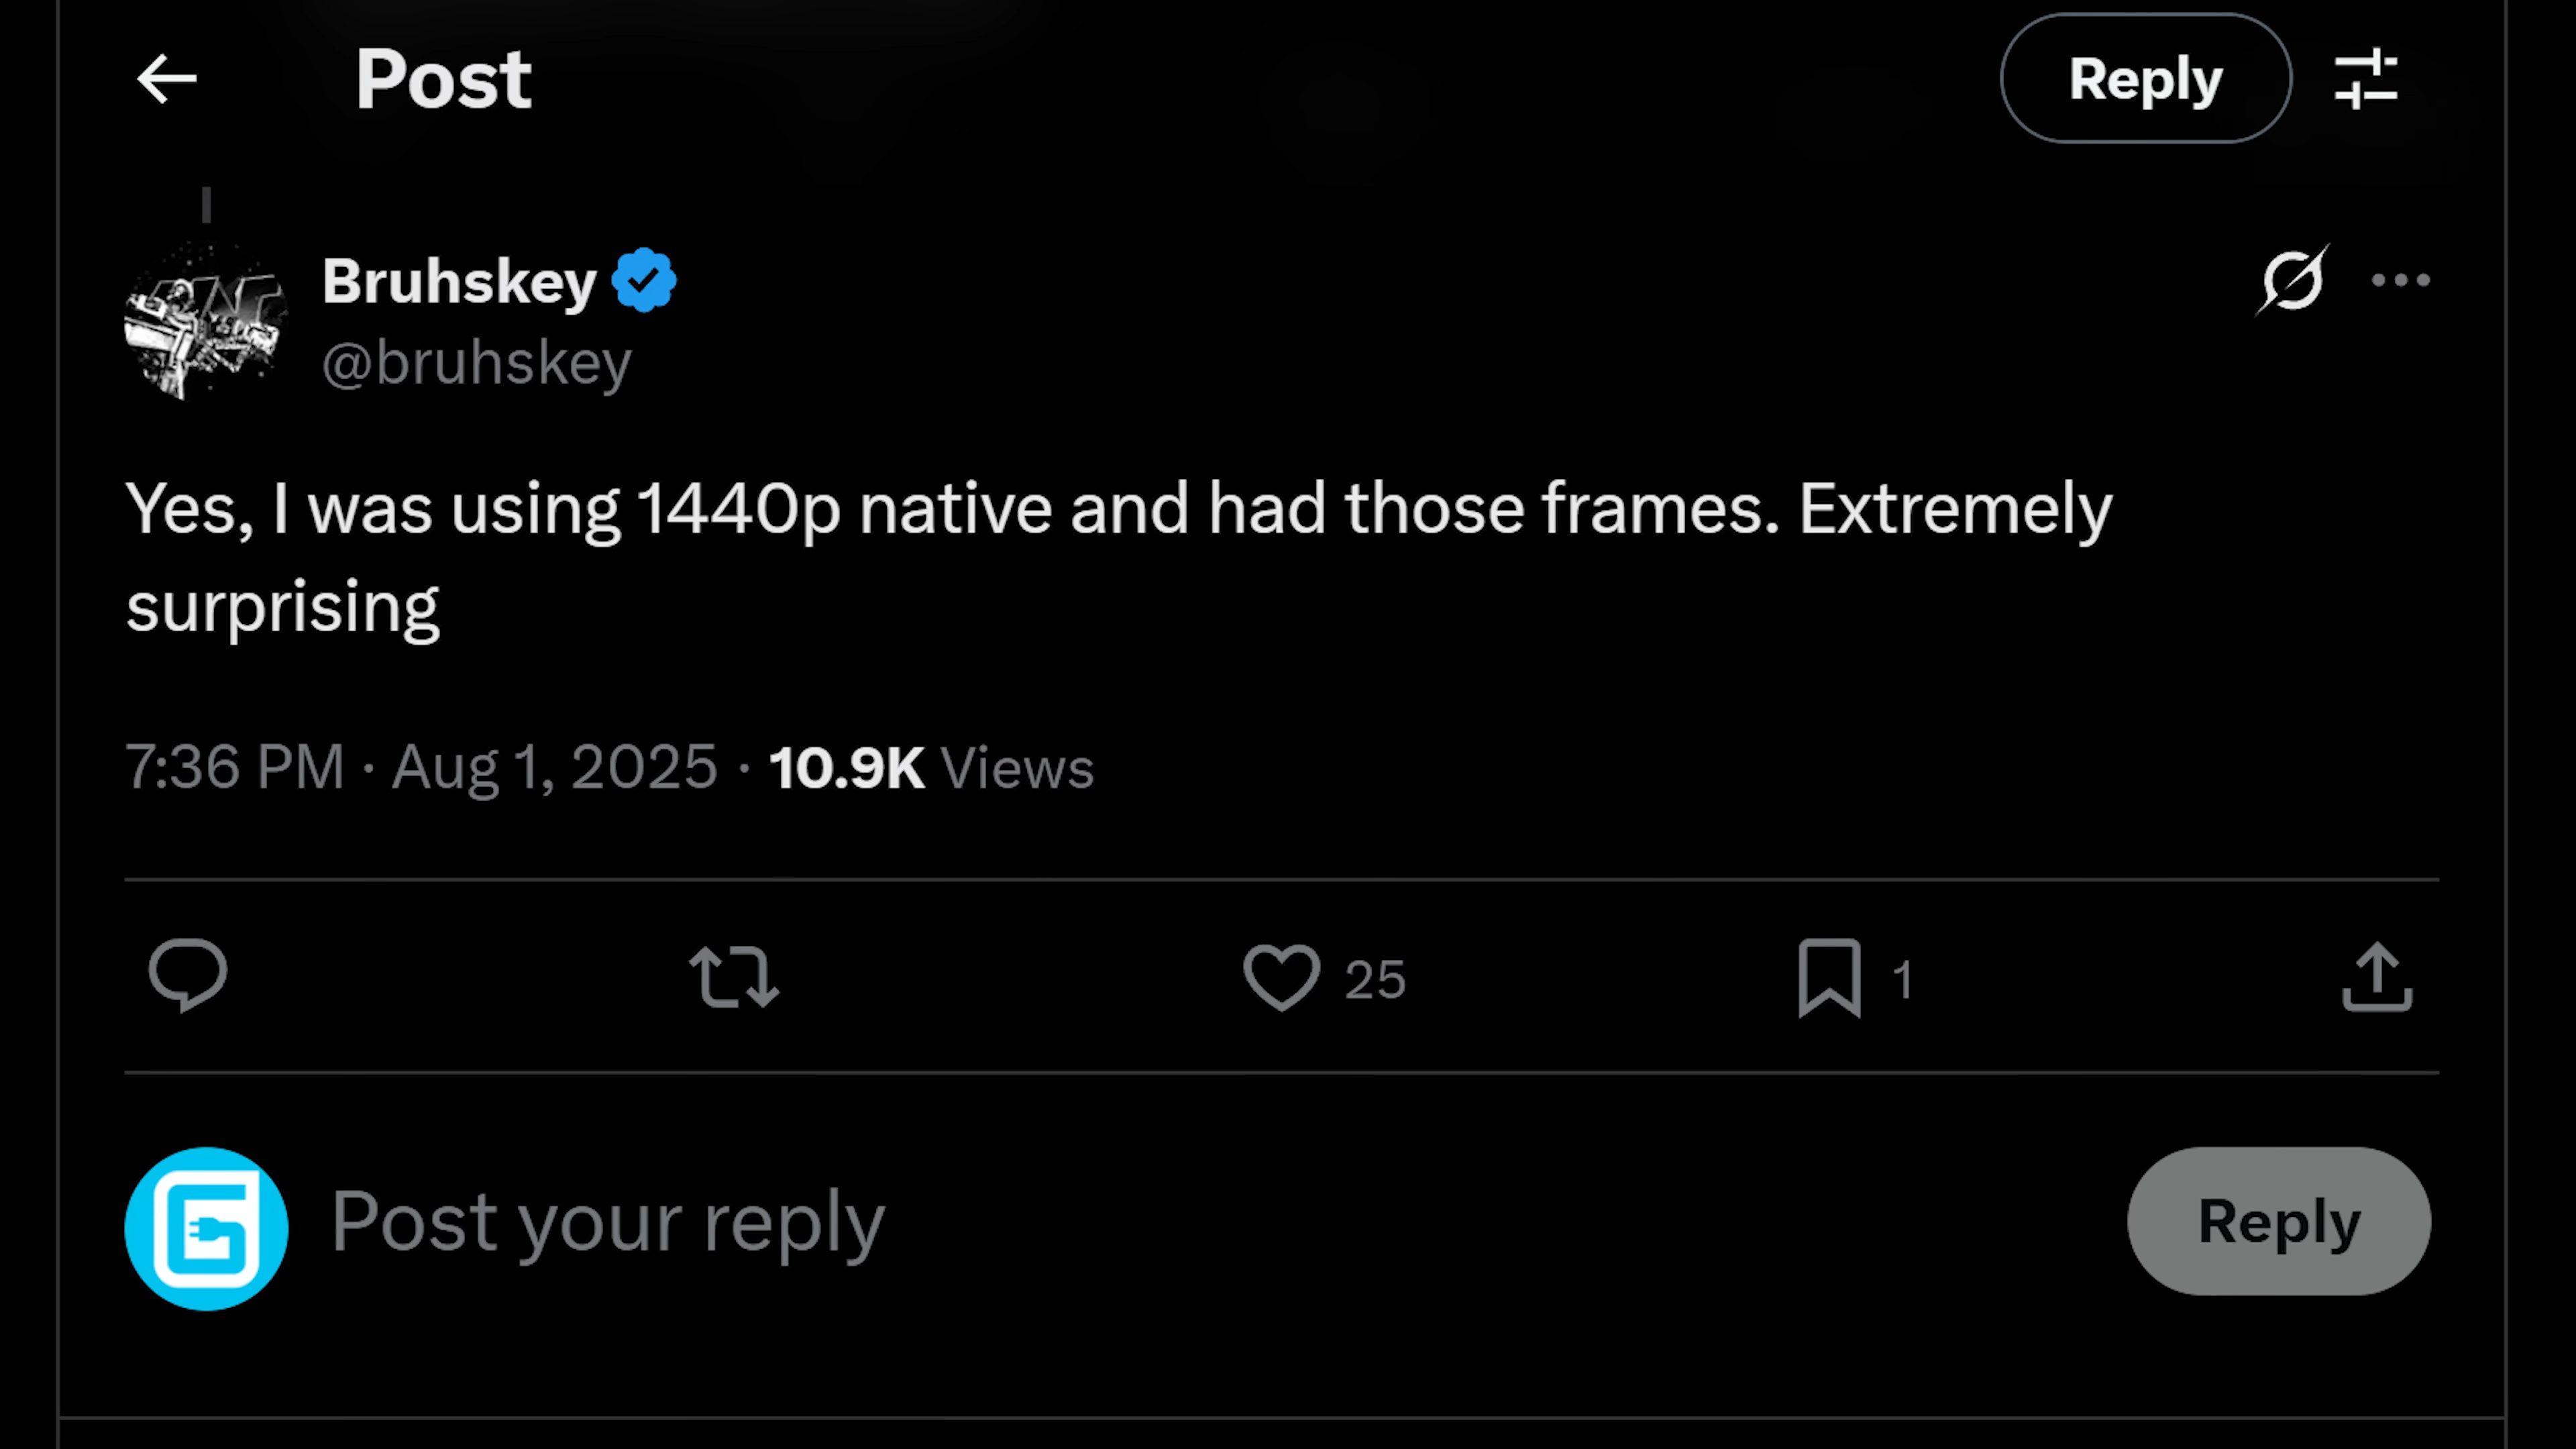 Post
Reply
Bruhskey
@bruhskey
Yes, I was using 1440p native and had those frames. Extremely
surprising
7:36 PM · Aug 1, 2025 · 10.9K Views
25
1
Post your reply
Reply